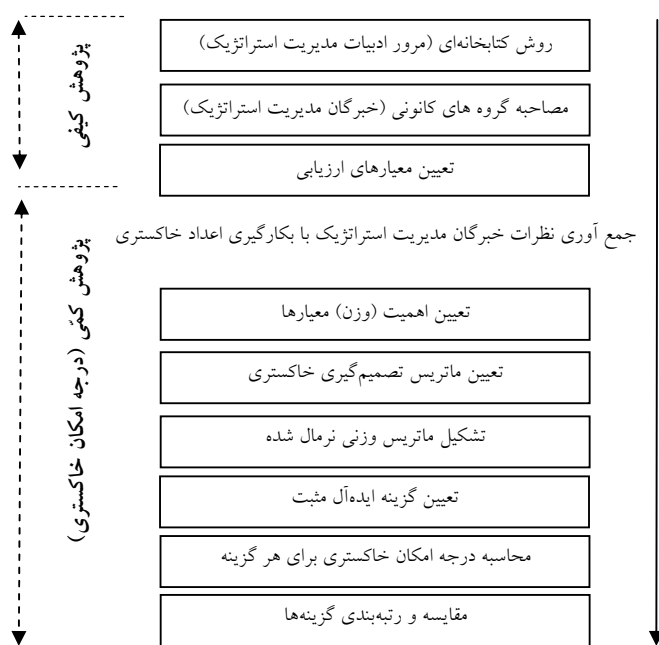 روش کتابخانه‌ای (مرور ادبیات مدیریت استراتژیک)
مصاحبه گروه های کانونی (خبرگان مدیریت استراتژیک)
تعیین معیارهای ارزیابی
پژوهش کیفی
جمع آوری نظرات خبرگان مدیریت استراتژیک با بکارگیری اعداد خاکستری
تعیین اهمیت (وزن) معیارها
تعیین ماتریس تصمیم‌گیری خاکستری
تشکیل ماتریس وزنی نرمال شده
تعیین گزینه ایده‌آل مثبت
محاسبه درجه امکان خاکستری برای هر گزینه
مقایسه و رتبه‌بندی گزینه‌ها
پژوهش کمّی (درجه امکان خاکستری)